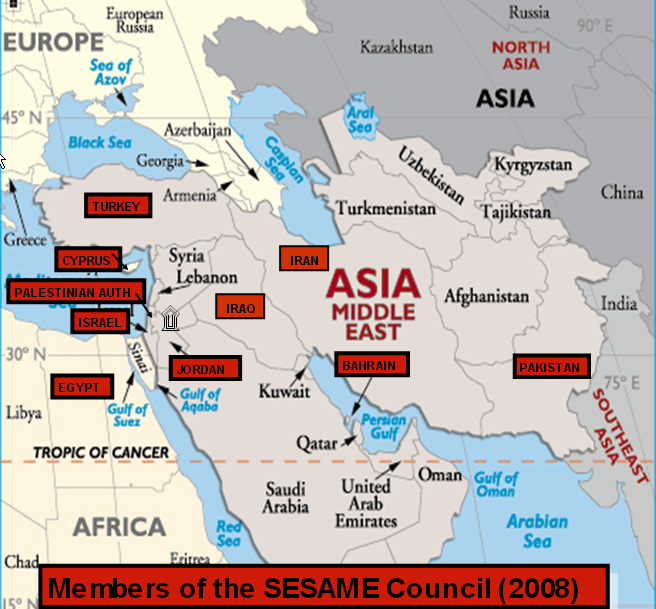 European
Russia
Russia
90° E
EUROPE
Kazakhstan
NORTH
ASIA
Sea of
Azov
ASIA
Aral
Sea
45° N
Black Sea
Azerbaijan
Caspian
Sea
Georgia
Uzbekistan
Kyrgyzstan
China
Armenia
TURKEY
Turkmenistan
Tajikistan
Greece
CYPRUS
Syria
IRAN
Lebanon
ASIA
MIDDLE
EAST
Afghanistan
Sea
PALESTINIAN AUTH
IRAQ
India
ISRAEL
30° N
Sinai
JORDAN
BAHRAIN
PAKISTAN
75° E
EGYPT
Kuwait
Gulf of
Aqaba
Libya
Gulf of
Suez
Persian
Gulf
SOUTHEAST
ASIA
Qatar
TROPIC OF CANCER
Oman
Gulf of
Oman
Saudi
Arabia
United
Arab
Emirates
AFRICA
Red
Sea
Arabian
Sea
Chad
Eritrea
Members of the SESAME Council (2008)
15° N